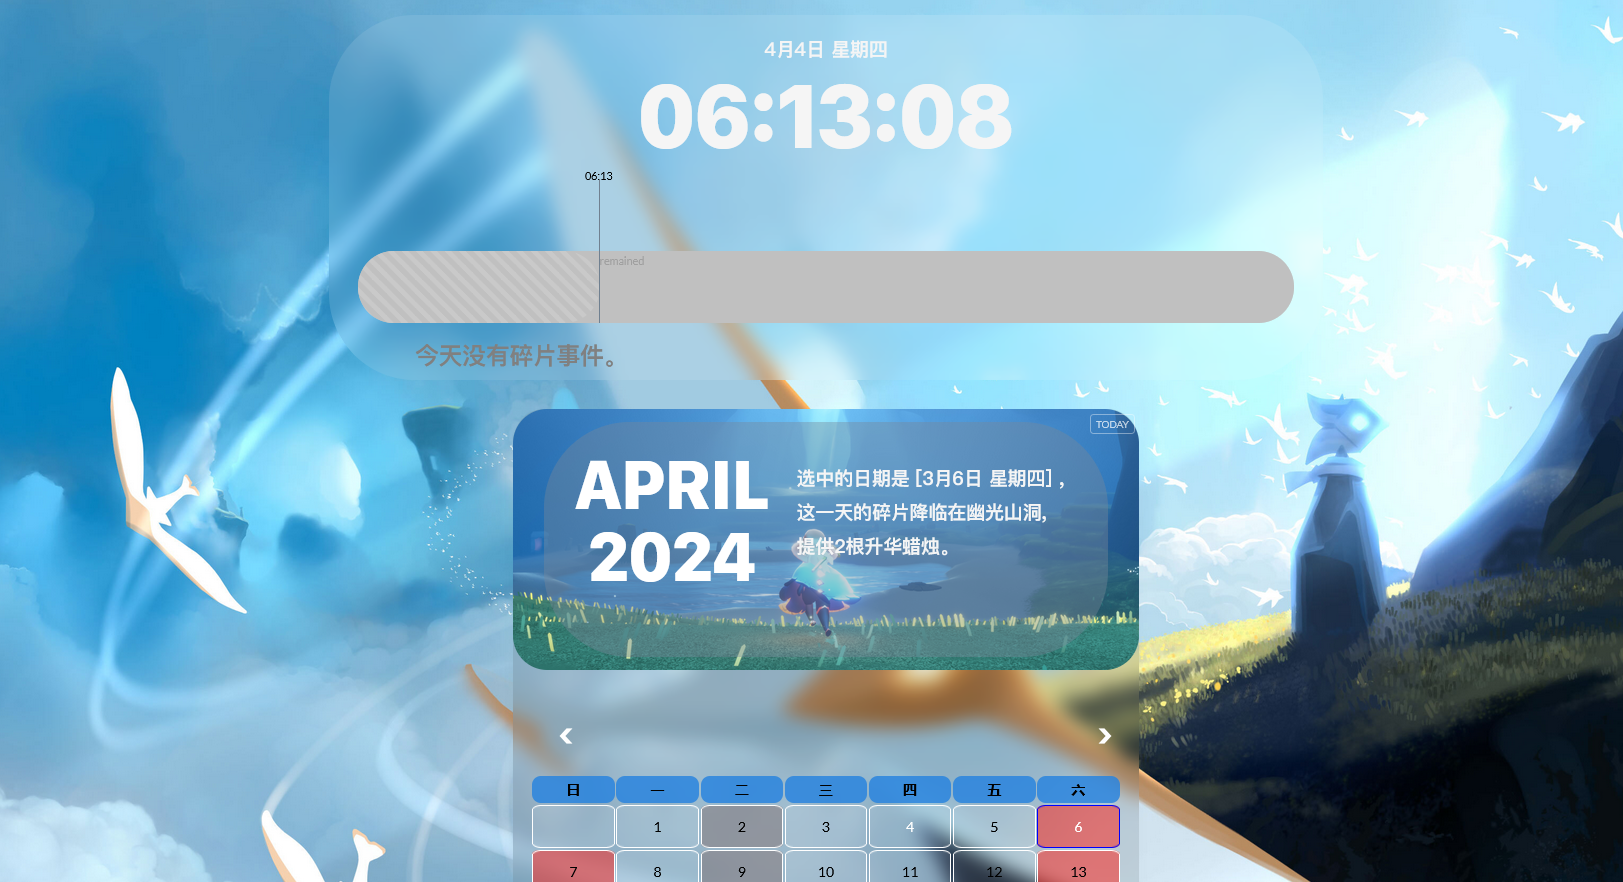 4月4日 星期四
06:13:08
06:13
remained
今天没有碎片事件。
TODAY
APRIL
2024
选中的日期是 [3月6日 星期四] ，
这一天的碎片降临在幽光山洞,
提供2根升华蜡烛。
日 一 二 三 四 五 六
1 2 3 4 5 6
7 8 9 10 11 12 13